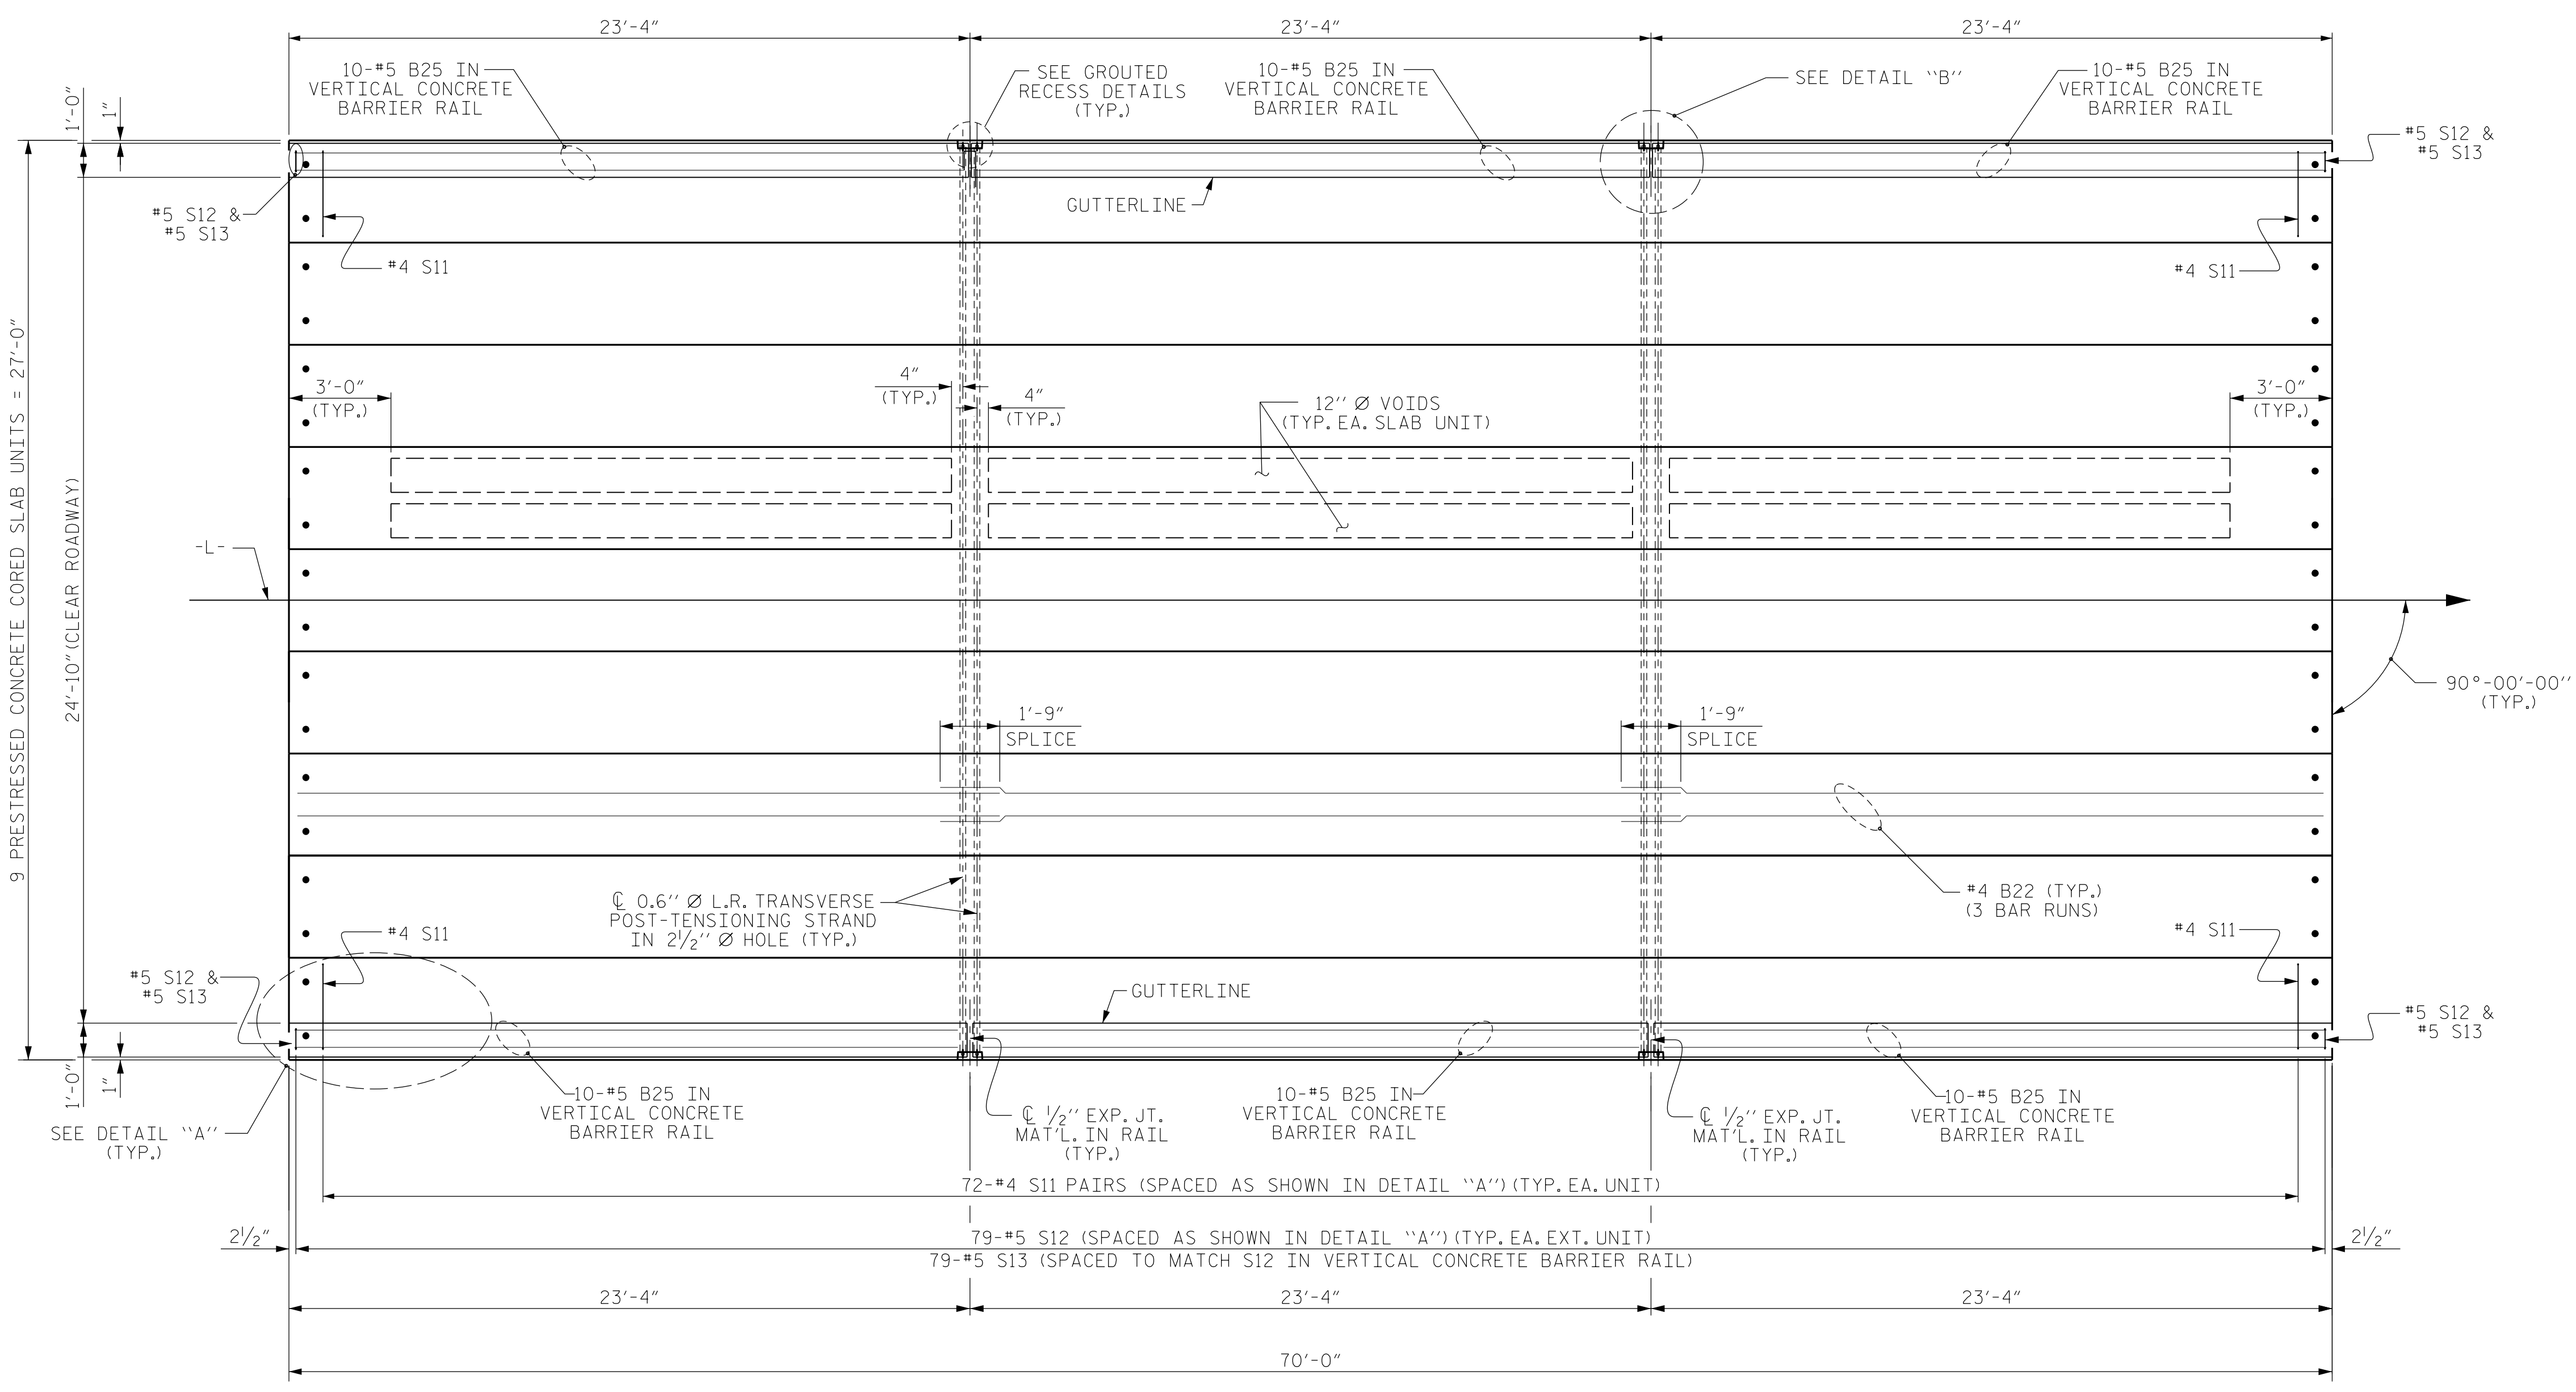 23'-4"
23'-4"
23'-4"
10-#5 B25 IN
VERTICAL CONCRETE
BARRIER RAIL
SEE GROUTED
RECESS DETAILS
(TYP.)
10-#5 B25 IN
VERTICAL CONCRETE
BARRIER RAIL
SEE DETAIL "B"
10-#5 B25 IN
VERTICAL CONCRETE
BARRIER RAIL
1'-0"
1"
#5 S12 &
#5 S13
#5 S12 &
#5 S13
GUTTERLINE
#4 S11
#4 S11
9 PRESTRESSED CONCRETE CORED SLAB UNITS = 27'-0"
24'-10" (CLEAR ROADWAY)
3'-0"
(TYP.)
4"
(TYP.)
4"
(TYP.)
12" Ø VOIDS
(TYP. EA. SLAB UNIT)
3'-0"
(TYP.)
-L-
90°-00'-00"
(TYP.)
1'-9"
SPLICE
1'-9"
SPLICE
℄ 0.6" Ø L.R. TRANSVERSE
POST-TENSIONING STRAND
IN 2½" Ø HOLE (TYP.)
#4 B22 (TYP.)
(3 BAR RUNS)
#4 S11
#4 S11
#5 S12 &
#5 S13
GUTTERLINE
#5 S12 &
#5 S13
1'-0"
1"
SEE DETAIL "A"
(TYP.)
10-#5 B25 IN
VERTICAL CONCRETE
BARRIER RAIL
℄ ½" EXP. JT.
MAT'L. IN RAIL
(TYP.)
10-#5 B25 IN
VERTICAL CONCRETE
BARRIER RAIL
℄ ½" EXP. JT.
MAT'L. IN RAIL
(TYP.)
10-#5 B25 IN
VERTICAL CONCRETE
BARRIER RAIL
72-#4 S11 PAIRS (SPACED AS SHOWN IN DETAIL "A") (TYP. EA. UNIT)
2½"
79-#5 S12 (SPACED AS SHOWN IN DETAIL "A") (TYP. EA. EXT. UNIT)
79-#5 S13 (SPACED TO MATCH S12 IN VERTICAL CONCRETE BARRIER RAIL)
2½"
23'-4"
23'-4"
23'-4"
70'-0"